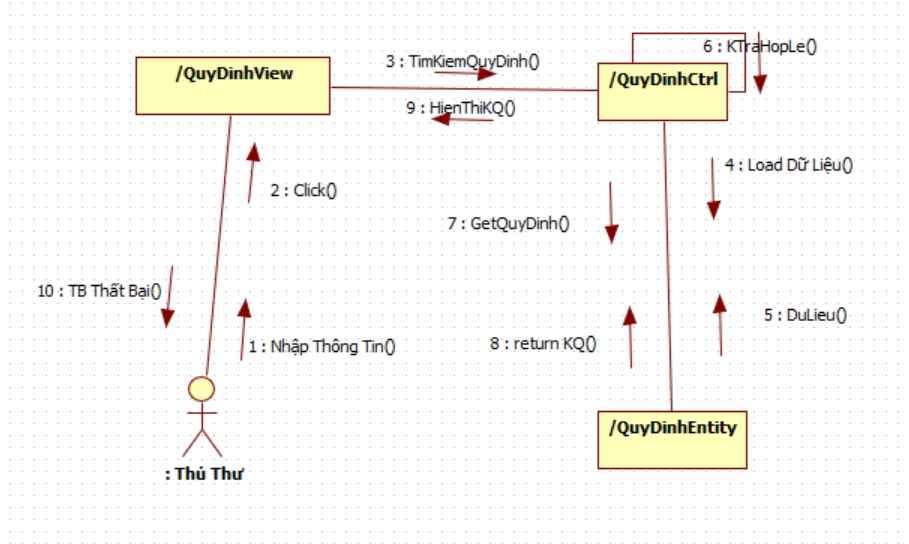 6 : KTraHopLe()
3 : TimKiemQuyDinh()
/QuyDinhView
/QuyDinhCtrl
9 : HienThiKQ()
4 : Load Dữ Liệu()
2 : Click()
7 : GetQuyDinh()
10 : TB Thất Bại()
5 : DuLieu()
1 : Nhập Thông Tin()
8 : return KQ()
/QuyDinhEntity
: Thủ Thư